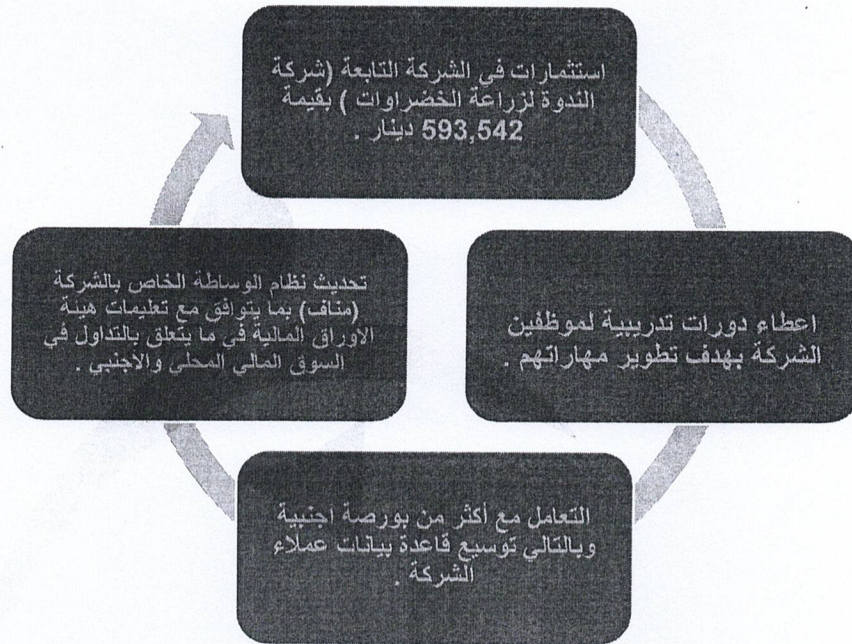 استثمارات في الشركة التابعة (شركة
الندوة لزراعة الخضراوات ) بقيمة
593,542 دينار .
اعطاء دورات تدريبية لموظفين
الشركة بهدف تطوير مهاراتهم .
التعامل مع أكثر من بورصة اجنبية
وبالتالي توسيع قاعدة بيانات عملاء
الشركة .
تحديث نظام الوساطة الخاص بالشركة
(مناف) بما يتوافق مع تعليمات هيئة
الاوراق المالية في ما يتعلق بالتداول في
السوق المالي المحلي والاجنبي .